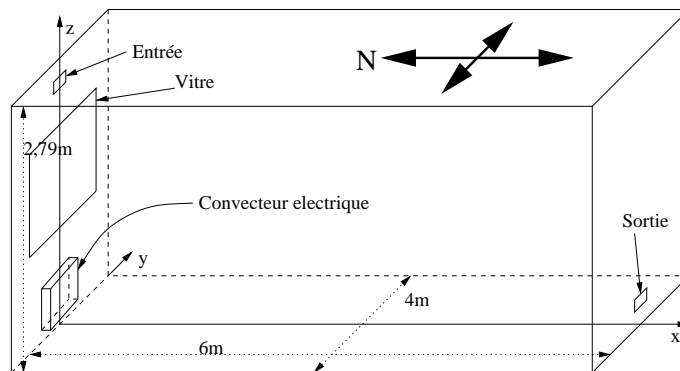 z
Entrée
N
Vitre
2,79m
Convecteur electrique
Sortie
y
4m
x
6m